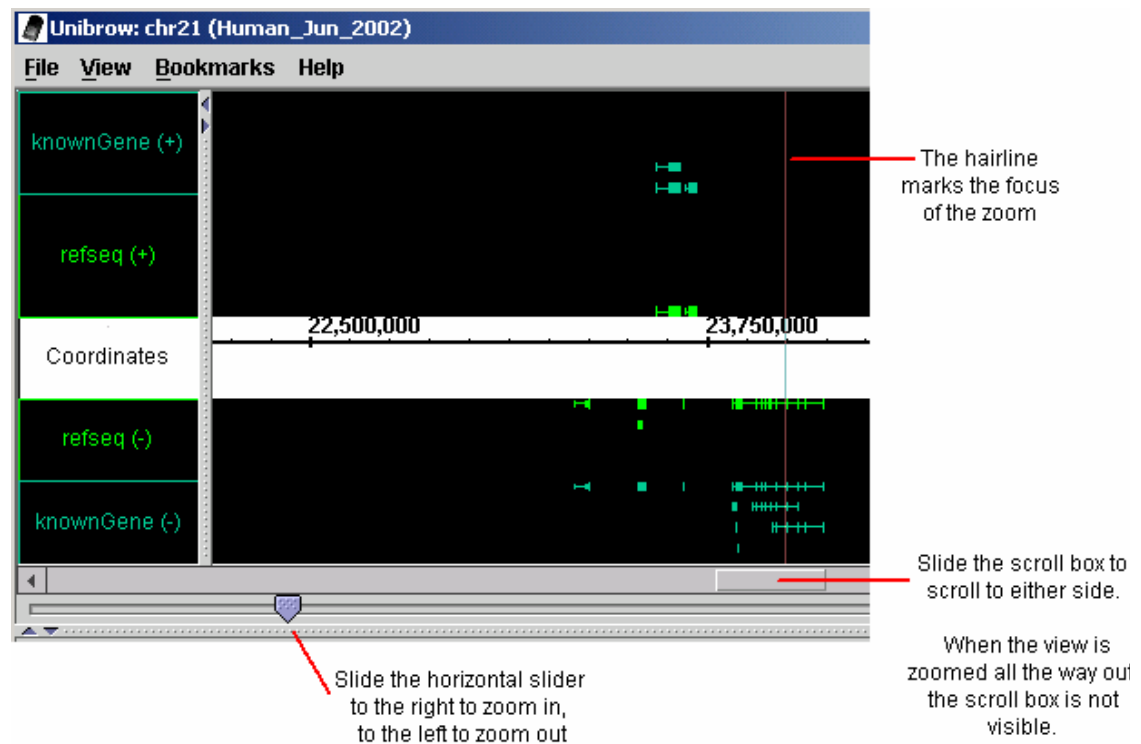 Unibrow: chr21 (Human_Jun_2002)
File View Bookmarks Help
knownGene (+)
refseq (+)
Coordinates
22,500,000 23,750,000
refseq (-)
knownGene (-)
The hairline
marks the focus
of the zoom
Slide the scroll box to
scroll to either side.
When the view is
zoomed all the way out
the scroll box is not
visible.
Slide the horizontal slider
to the right to zoom in,
to the left to zoom out